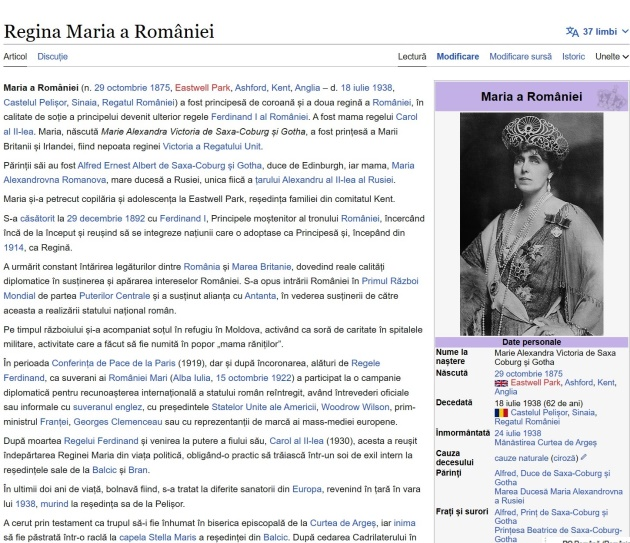 Regina Maria a României
37 limbi
Articol Discuție Lectură Modificare Modificare sursă Istoric Unelte
Maria a României (n. 29 octombrie 1875, Eastwell Park, Ashford, Kent, Anglia – d. 18 iulie 1938,
Castelul Pelișor, Sinaia, Regatul României) a fost principesă de coroană și a doua regină a României, în
calitate de soție a principelui devenit ulterior regele Ferdinand I al României. A fost mama regelui Carol
al II-lea. Maria, născută Marie Alexandra Victoria de Saxa-Coburg și Gotha, a fost prințesă a Marii
Britanii și Irlandei, fiind nepoata reginei Victoria a Regatului Unit.
Părinții săi au fost Alfred Ernest Albert de Saxa-Coburg și Gotha, duce de Edinburgh, iar mama, Maria
Alexandrovna Romanova, mare ducesă a Rusiei, unica fiică a țarului Alexandru al II-lea al Rusiei.
Maria și-a petrecut copilăria și adolescența la Eastwell Park, reședința familiei din comitatul Kent.
S-a căsătorit la 29 decembrie 1892 cu Ferdinand I, Principele moștenitor al tronului României, încercând
încă de la început și reușind să se integreze națiunii care o adoptase ca Principesă și, începând din
1914, ca Regină.
A urmărit constant întărirea legăturilor dintre România și Marea Britanie, dovedind reale calități
diplomatice în susținerea și apărarea intereselor României. S-a opus intrării României în Primul Război
Mondial de partea Puterilor Centrale și a susținut alianța cu Antanta, în vederea susținerii de către
aceasta a realizării statului național român.
Pe timpul războiului și-a acompaniat soțul în refugiu în Moldova, activând ca soră de caritate în spitalele
militare, activitate care a făcut să fie numită în popor „mama răniților”.
În perioada Conferința de Pace de la Paris (1919), dar și după încoronarea, alături de Regele
Ferdinand, ca suverani ai României Mari (Alba Iulia, 15 octombrie 1922) a participat la o campanie
diplomatică pentru recunoașterea internațională a statului român reîntregit, având întrevederi oficiale
sau informale cu suveranul englez, cu președintele Statelor Unite ale Americii, Woodrow Wilson, prim-
ministrul Franței, Georges Clemenceau sau cu reprezentanții de marcă ai mass-mediei europene.
După moartea Regelui Ferdinand și venirea la putere a fiului său, Carol al II-lea (1930), acesta a reușit
îndepărtarea Reginei Maria din viața politică, obligând-o practic să trăiască într-un soi de exil intern la
reședințele sale de la Balcic și Bran.
În ultimii doi ani de viață, bolnavă fiind, s-a tratat la diferite sanatorii din Europa, revenind în țară în vara
lui 1938, murind la reședința sa de la Pelișor.
A cerut prin testament ca trupul să-i fie înhumat în biserica episcopală de la Curtea de Argeș, iar inima
să fie păstrată într-o raclă la capela Stella Maris a reședinței din Balcic. După cedarea Cadrilaterului în
Maria a României
Date personale
Nume la naștere Marie Alexandra Victoria de Saxa Coburg și Gotha
Născută 29 octombrie 1875
Eastwell Park, Ashford, Kent,
Anglia
Decedată 18 iulie 1938 (62 de ani)
Castelul Pelișor, Sinaia,
Regatul României
Înmormântată 24 iulie 1938
Mănăstirea Curtea de Argeș
Cauza decesului cauze naturale (ciroză)
Părinți Alfred, Duce de Saxa-Coburg și
Gotha
Marea Ducesă Maria Alexandrovna
a Rusiei
Frați și surori Alfred, Prinț de Saxa-Coburg și
Gotha
Prințesa Beatrice de Saxa-Coburg-
Gotha